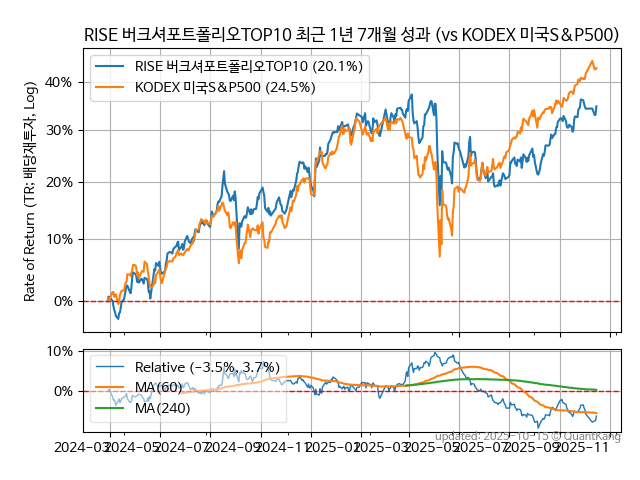 RISE 버크셔포트폴리오TOP10 최근 1년 7개월 성과 (vs KODEX 미국S&P500)
RISE 버크셔포트폴리오TOP10 (20.1%)
KODEX 미국S&P500 (24.5%)
Rate of Return (TR: 배당재투자, Log)
40%
30%
20%
10%
0%
10%
0%
Relative (−3.5%, 3.7%)
MA(60)
MA(240)
updated: 2025-10-15 © QuantKang
2024-03 2024-05 2024-07 2024-09 2024-11 2025-01 2025-03 2025-05 2025-07 2025-09 2025-11